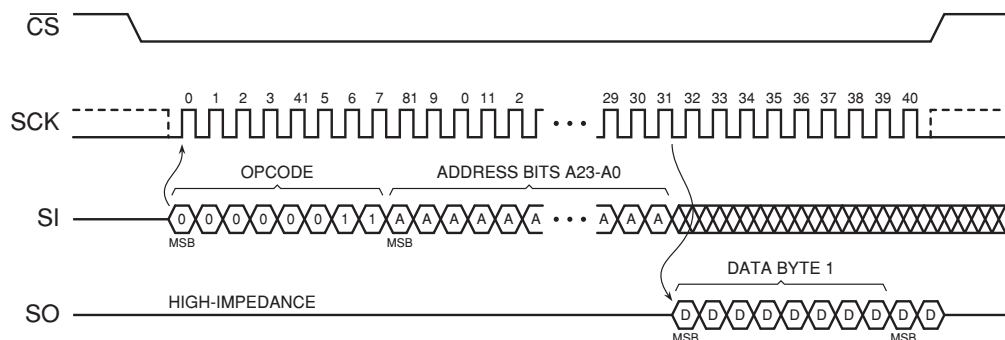 CS
0 1 2 3 41 5 6 7 81 9 0 11 2 29 30 31 32 33 34 35 36 37 38 39 40
SCK
OPCODE ADDRESS BITS A23-A0
SI 0 0 0 0 0 0 1 1 A A A A A A A A A
MSB MSB
DATA BYTE 1
HIGH-IMPEDANCE
SO D D D D D D D D D D
MSB MSB